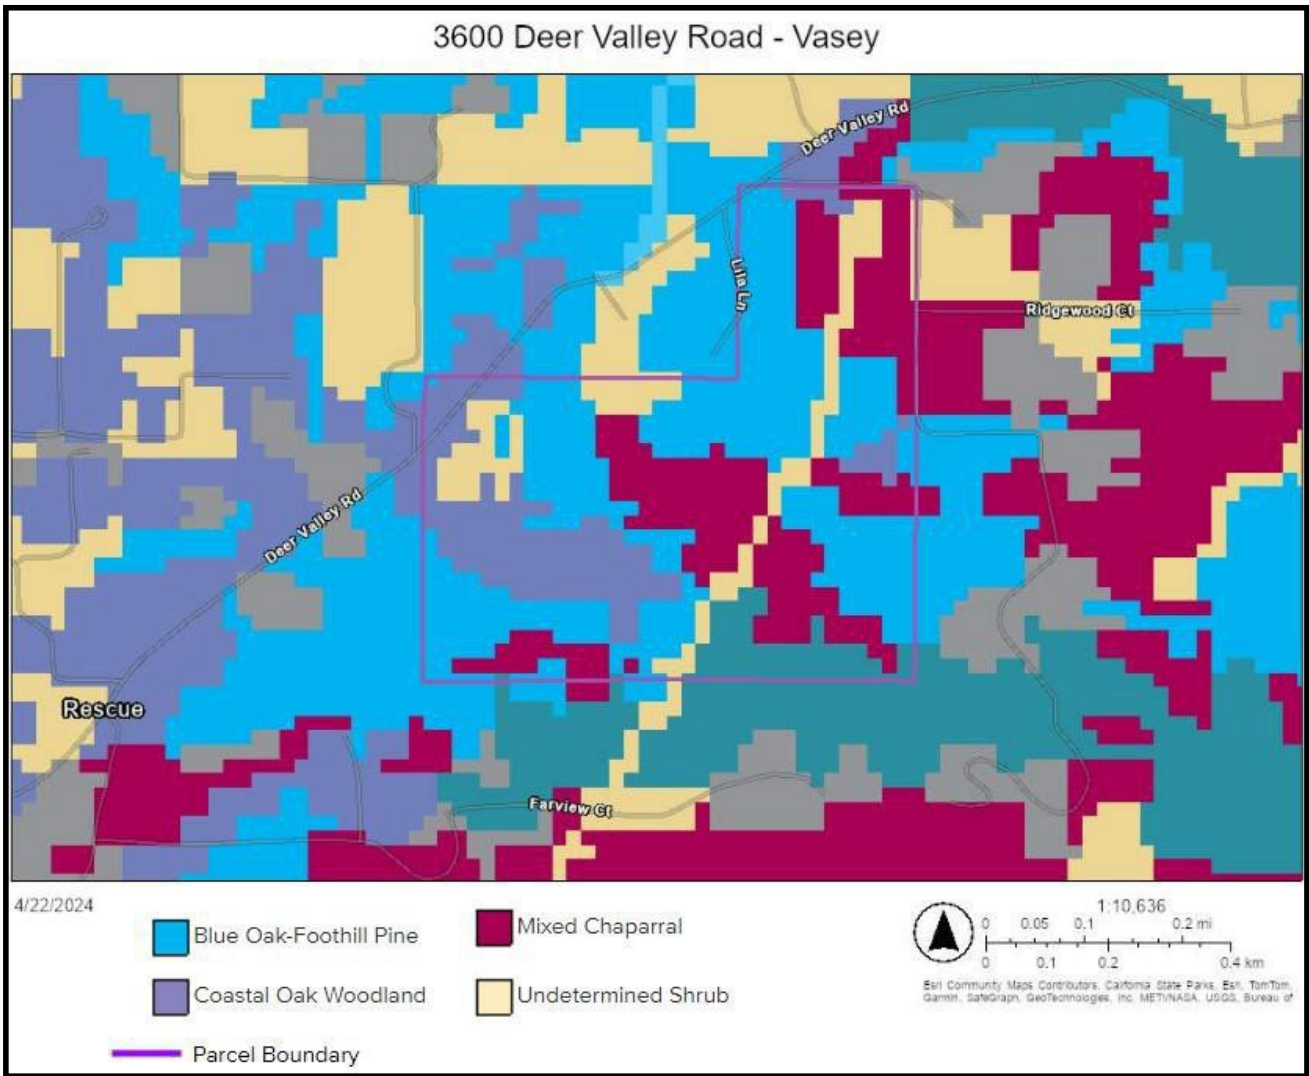 3600 Deer Valley Road - Vasey
Deer Valley Rd
Lila Ln
Ridgewood Ct
Deer Valley Rd
Rescue
Farview Ct
4/22/2024
Blue Oak-Foothill Pine
Coastal Oak Woodland
Parcel Boundary
Mixed Chaparral
Undetermined Shrub
1:10,636
0 0.05 0.1 0.2 mi
0 0.1 0.2 0.4 km
Esri Community Maps Contributors, California State Parks, Esri, TomTom,
Garmin, SafeGraph, GeoTechnologies, Inc, METI/NASA, USGS, Bureau of